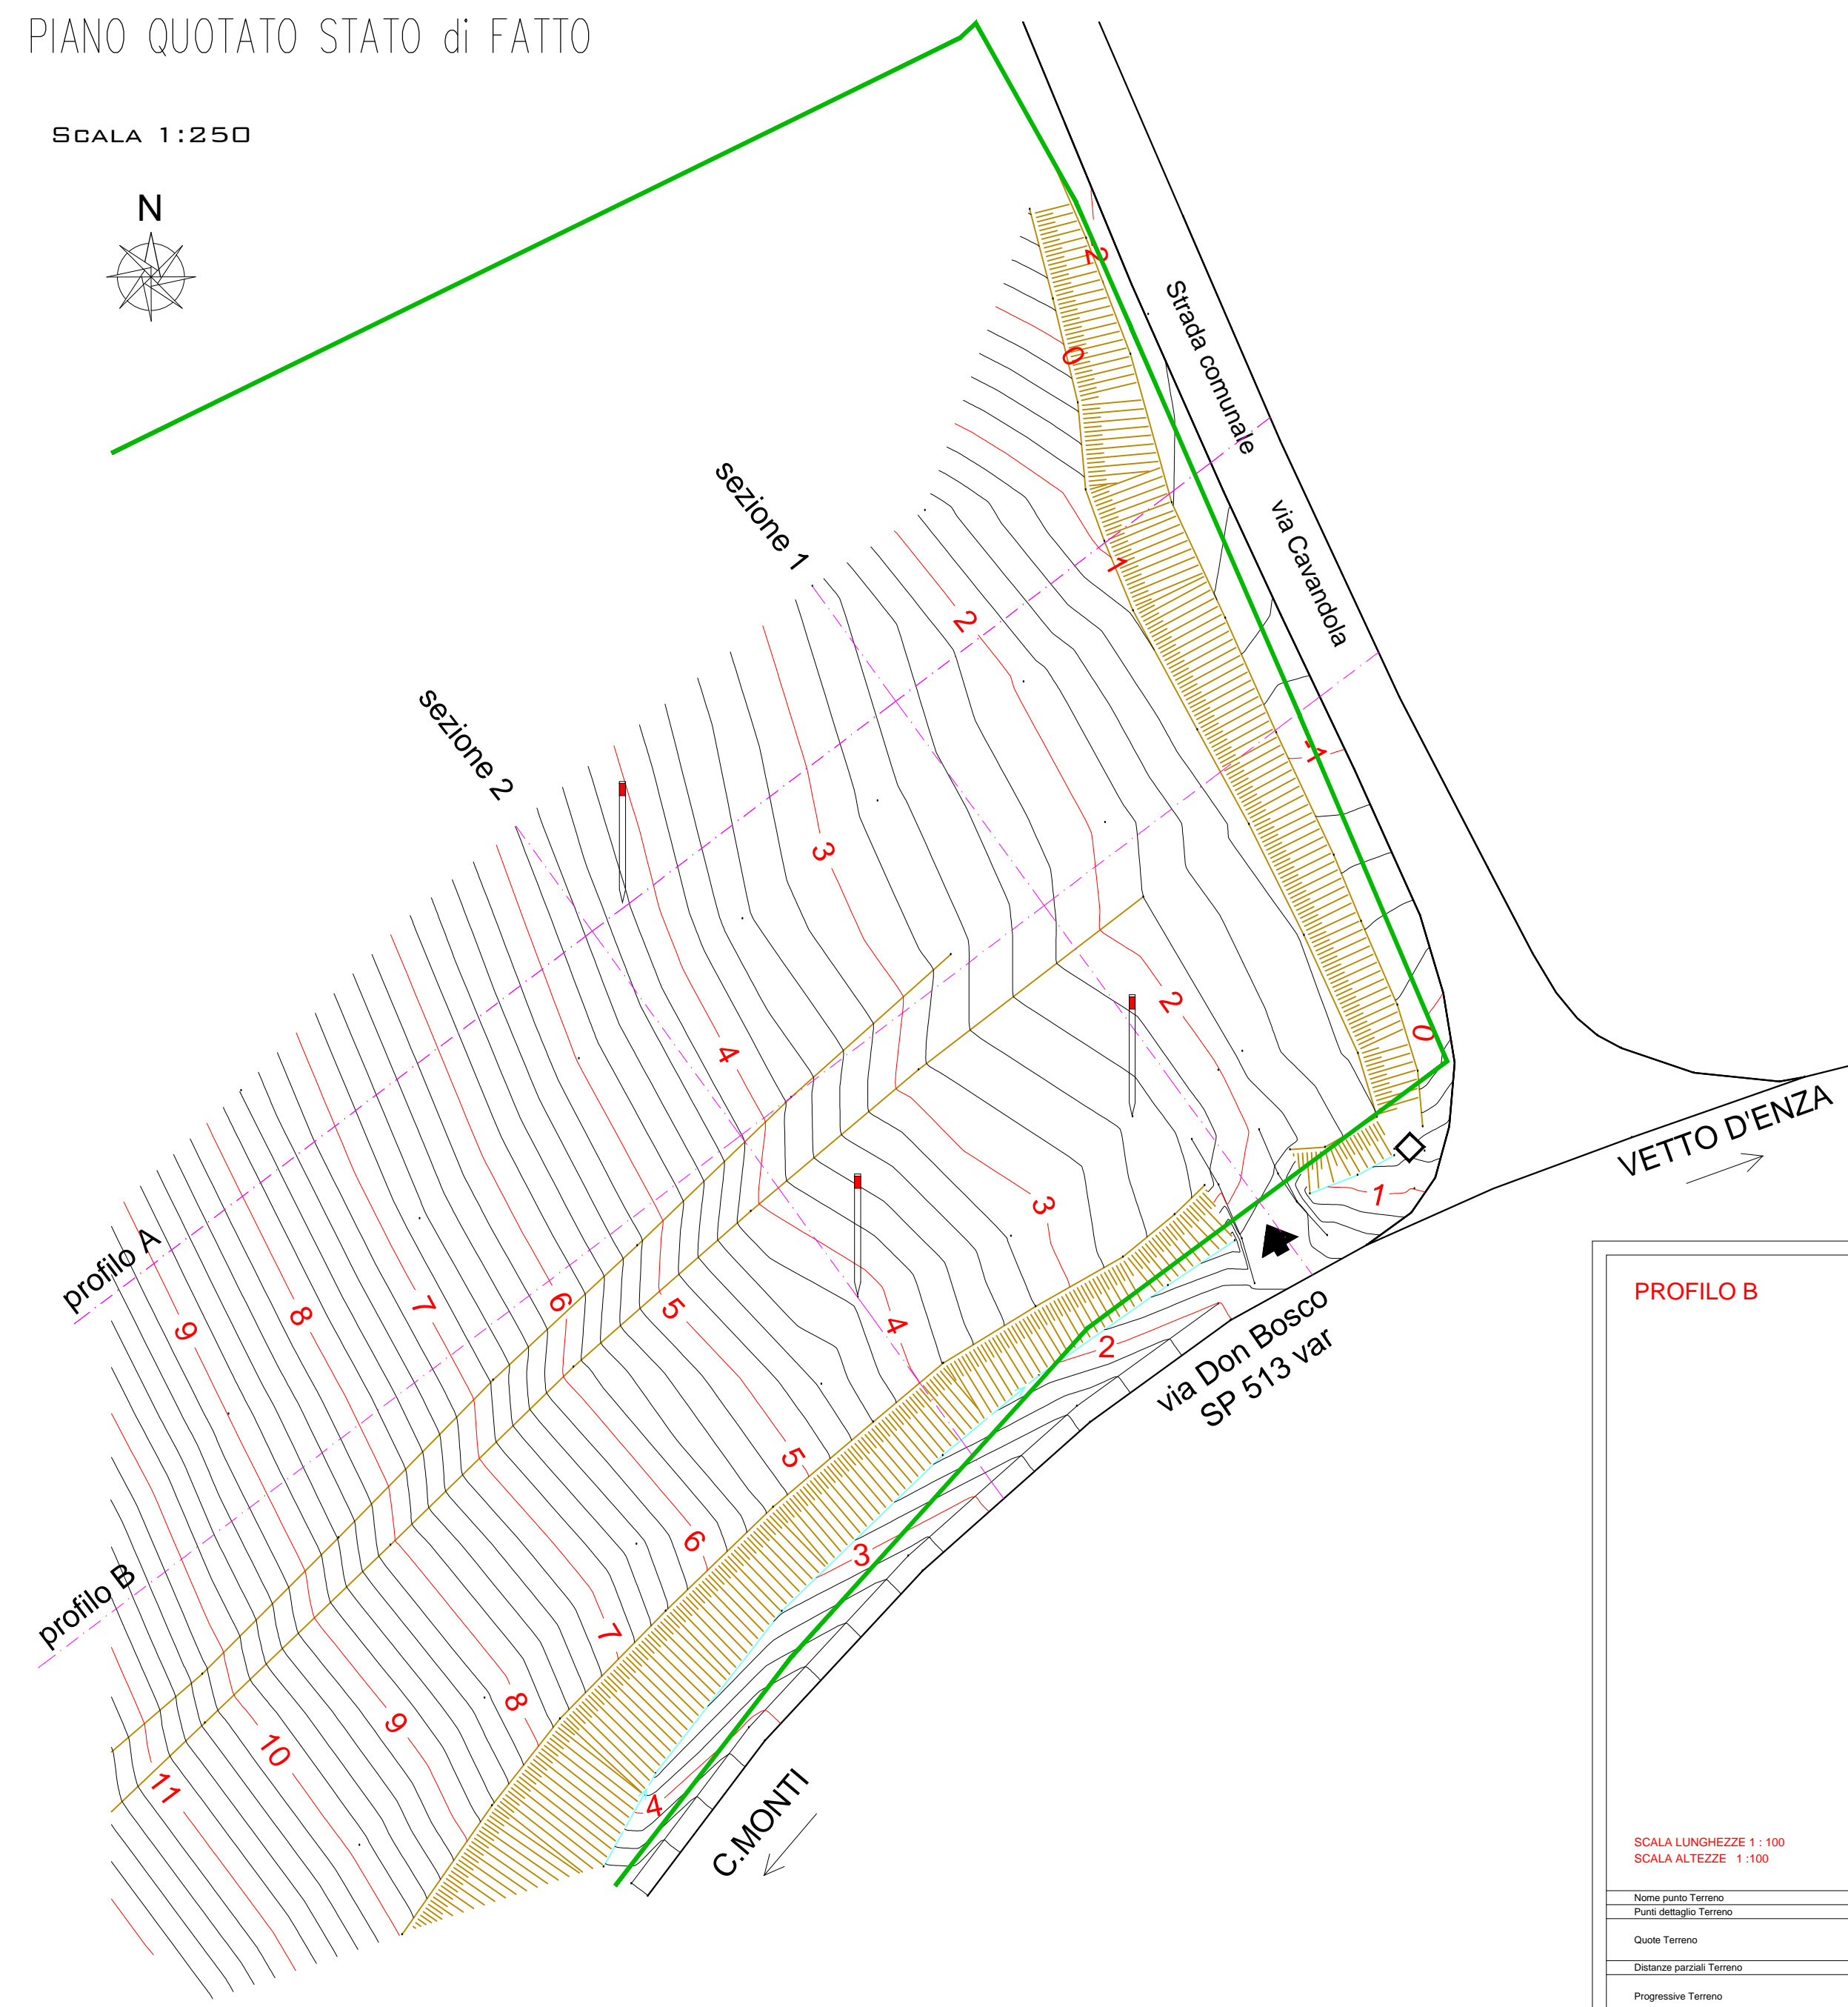 PIANO QUOTATO STATO di FATTO
SCALA 1:250
N
2
Strada comunale
0
sezione 1
via Cavandola
1
2
sezione 2
-1
3
2
0
4
VETTO D'ENZA
1
3
profilo A
9
8
7
6
5
4
2
via Don Bosco
SP 513 var
5
6
3
profilo B
7
8
9
10
11
4
C.MONTI
PROFILO B
SCALA LUNGHEZZE 1 : 100
SCALA ALTEZZE 1 :100
Nome punto Terreno
Punti dettaglio Terreno
Quote Terreno
Distanze parziali Terreno
Progressive Terreno